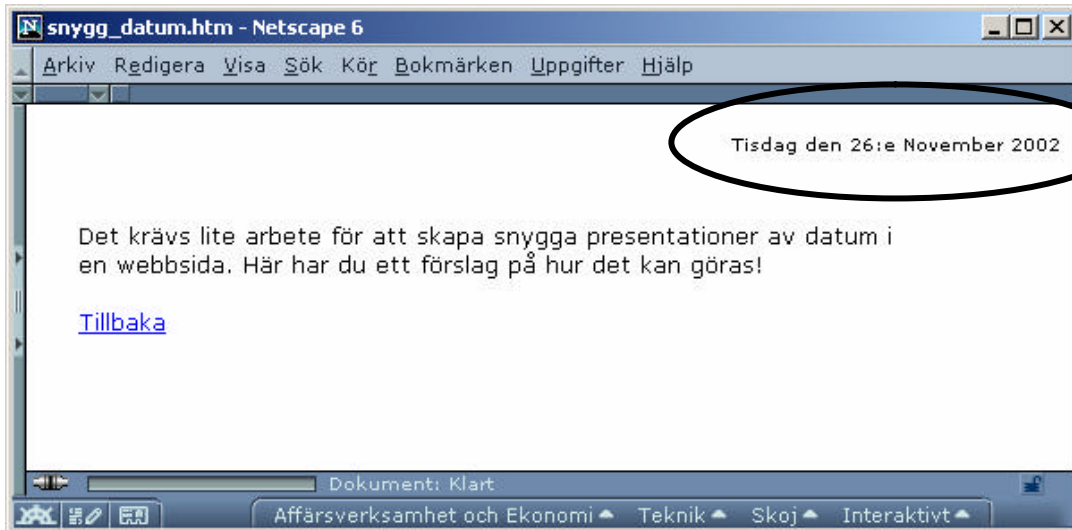 snygg_datum.htm - Netscape 6
Arkiv Redigera Visa Sök Kör Bokmärken Uppgifter Hjälp
Tisdag den 26:e November 2002
Det krävs lite arbete för att skapa snygga presentationer av datum i
en webbsida. Här har du ett förslag på hur det kan göras!
Tillbaka
Dokument: Klart
Affärsverksamhet och Ekonomi Teknik Skoj Interaktivt